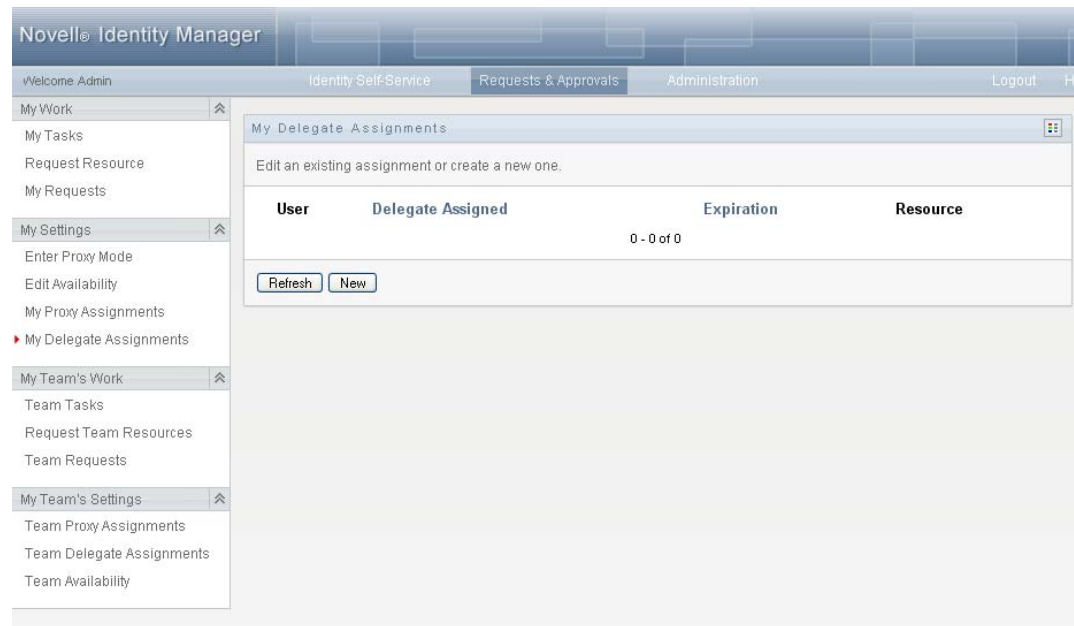 Novell® Identity Manager
Welcome Admin
Identity Self-Service
Requests & Approvals
Administration
Logout
H
My Work
My Tasks
Request Resource
My Requests
My Settings
Enter Proxy Mode
Edit Availability
My Proxy Assignments
My Delegate Assignments
My Team's Work
Team Tasks
Request Team Resources
Team Requests
My Team's Settings
Team Proxy Assignments
Team Delegate Assignments
Team Availability
My Delegate Assignments
Edit an existing assignment or create a new one.
User Delegate Assigned Expiration Resource
0 - 0 of 0
Refresh New